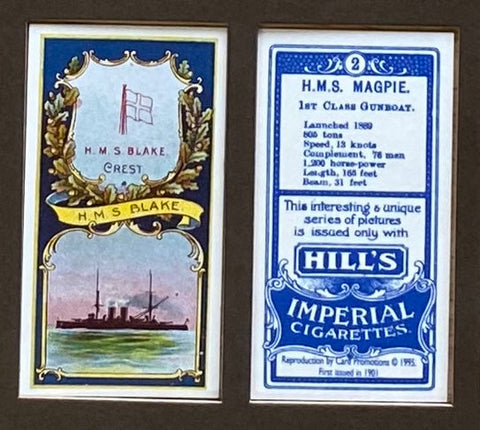 H.M.S. BLAKE.
CREST
H.M.S BLAKE.
2
H.M.S. MAGPIE.
1ST CLASS GUNBOAT.
Launched 1889
805 tons
Speed, 13 knots
Complement, 76 men
1,200 horse-power
Length, 165 feet
Beam, 31 feet
This interesting & unique
series of pictures
is issued only with
HILL'S
IMPERIAL
CIGARETTES.
Reproduction by Card Promotions © 1995.
First issued in 1901